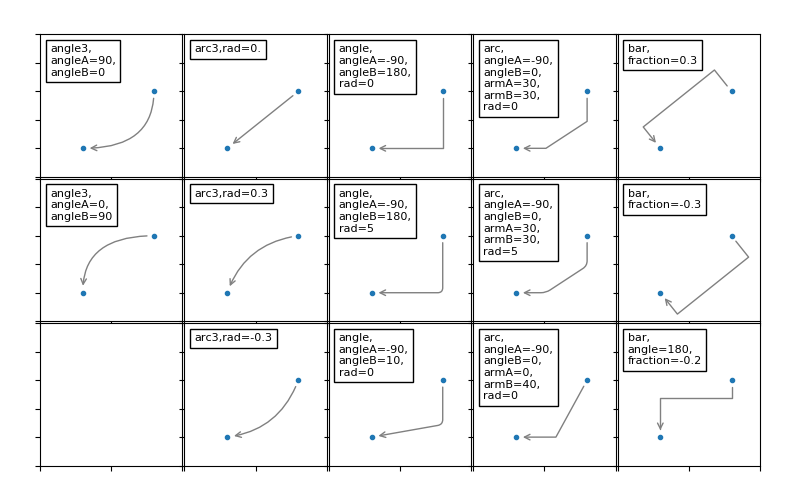 angle3,
angleA=90,
angleB=0
arc3,rad=0.
angle,
angleA=-90,
angleB=180,
rad=0
arc,
angleA=-90,
angleB=0,
armA=30,
armB=30,
rad=0
bar,
fraction=0.3
angle3,
angleA=0,
angleB=90
arc3,rad=0.3
angle,
angleA=-90,
angleB=180,
rad=5
arc,
angleA=-90,
angleB=0,
armA=30,
armB=30,
rad=5
bar,
fraction=-0.3
arc3,rad=-0.3
angle,
angleA=-90,
angleB=10,
rad=0
arc,
angleA=-90,
angleB=0,
armA=0,
armB=40,
rad=0
bar,
angle=180,
fraction=-0.2